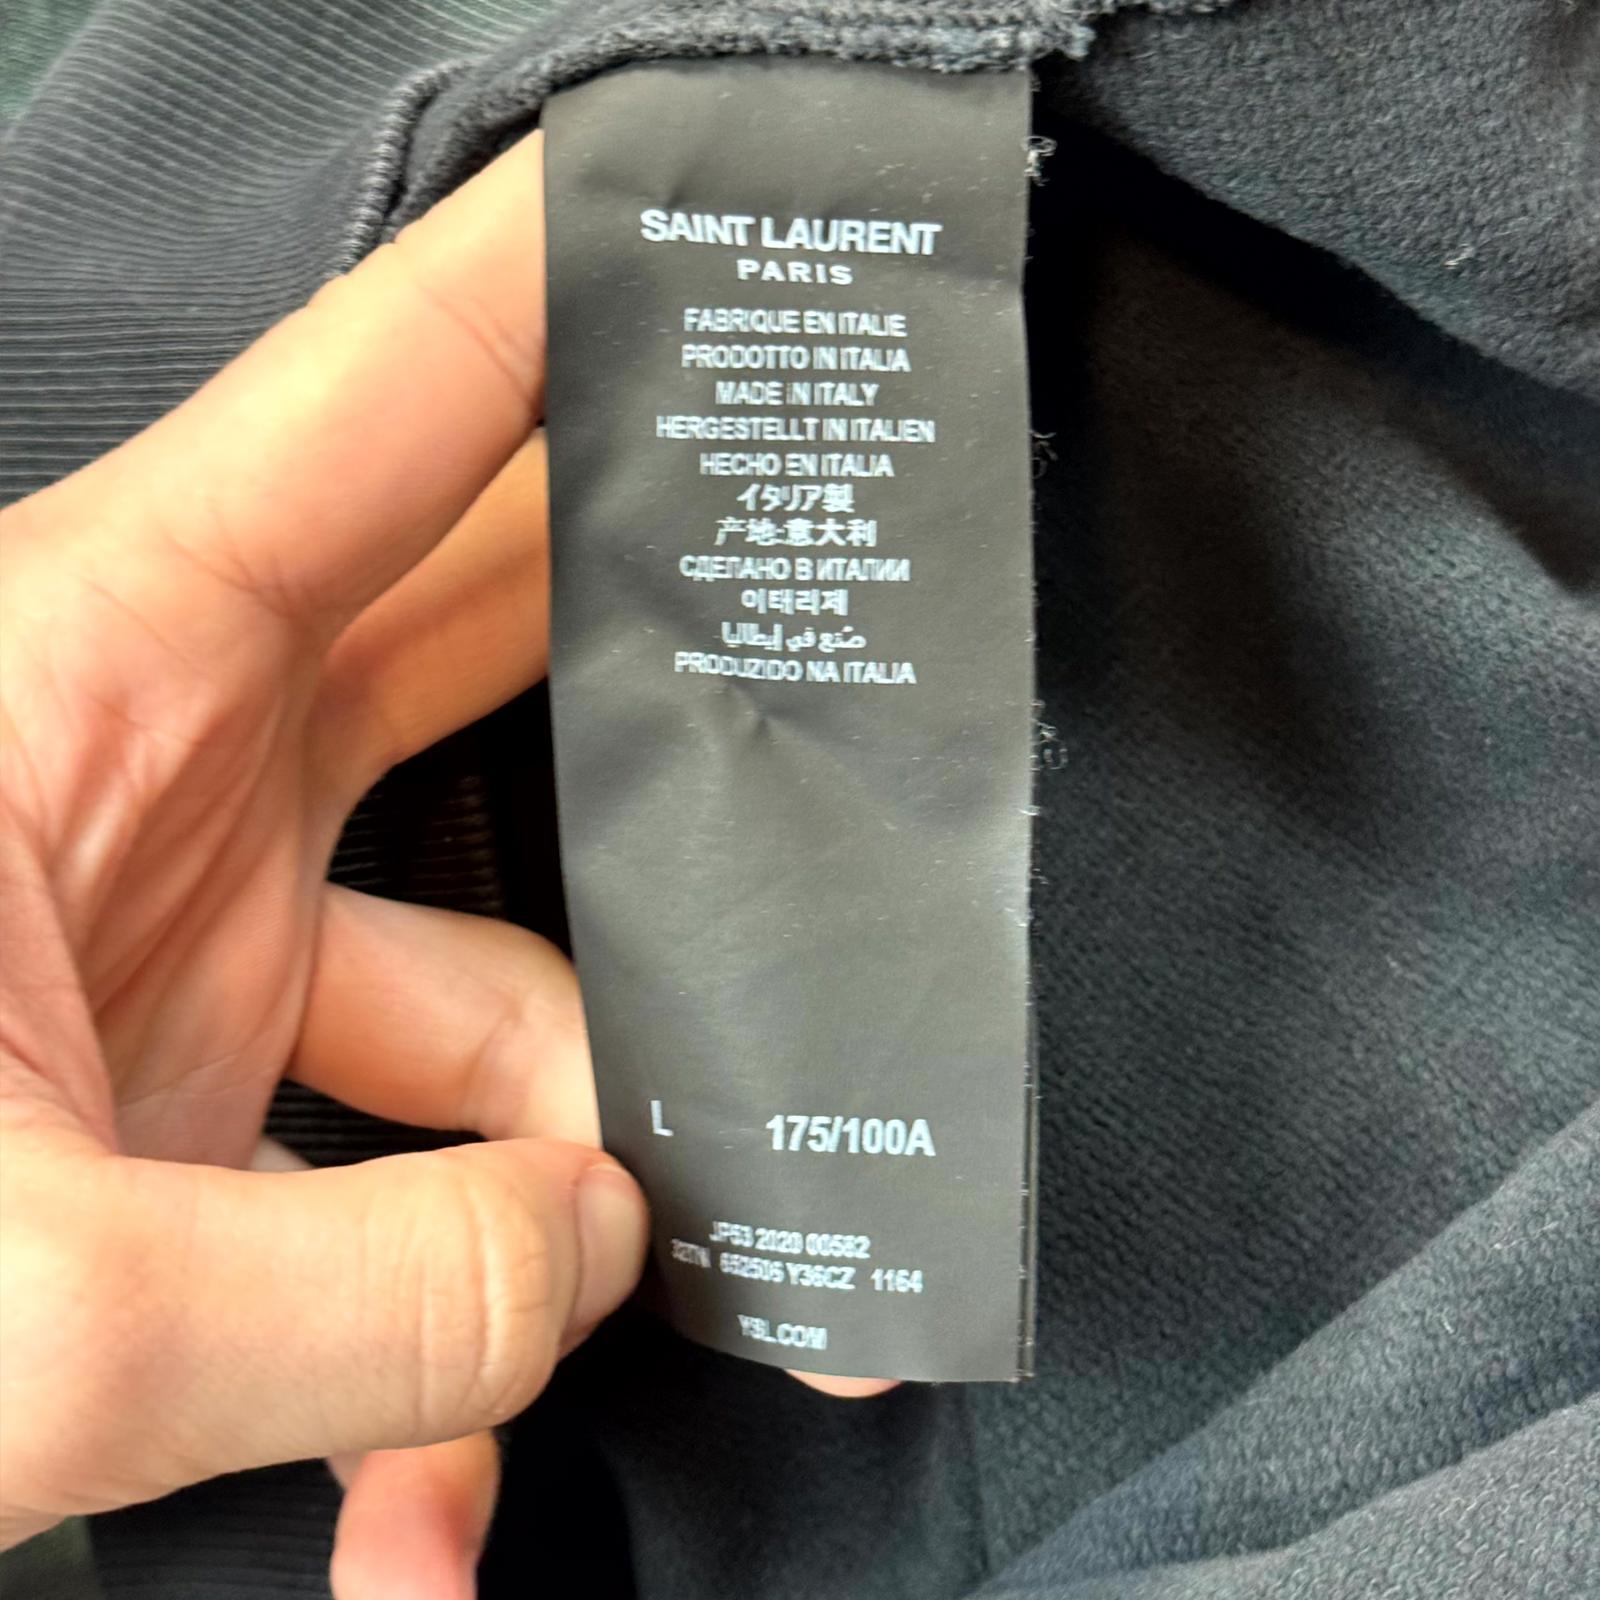 SAINT LAURENT
PARIS
FABRIQUE EN ITALIE
PRODOTTO IN ITALIA
MADE IN ITALY
HERGESTELLT IN ITALIEN
HECHO EN ITALIA
イタリア製
产地:意大利
СДЕЛАНО В ИТАЛИИ
이태리제
صُنع في إيطاليا
PRODUZIDO NA ITALIA
L 175/100A
JP53 2020 00582
652506 Y36CZ 1164
YSL.COM